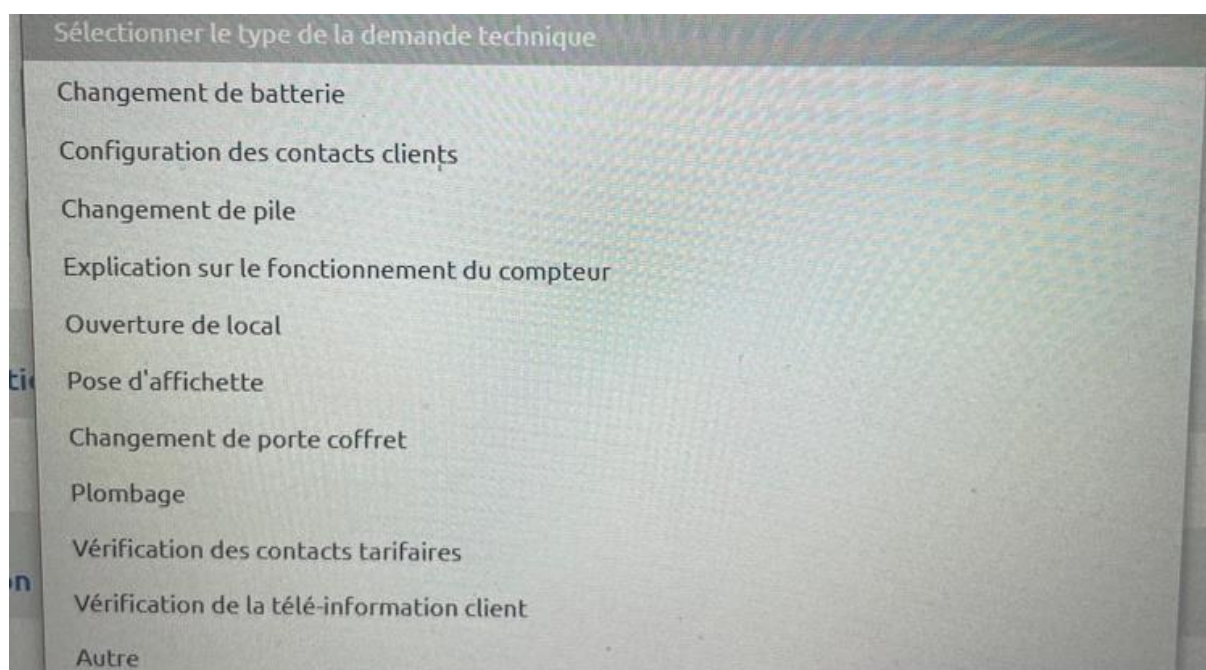 Sélectionner le type de la demande technique
Changement de batterie
Configuration des contacts clients
Changement de pile
Explication sur le fonctionnement du compteur
Ouverture de local
Pose d'affichette
Changement de porte coffret
Plombage
Vérification des contacts tarifaires
Vérification de la télé-information client
Autre